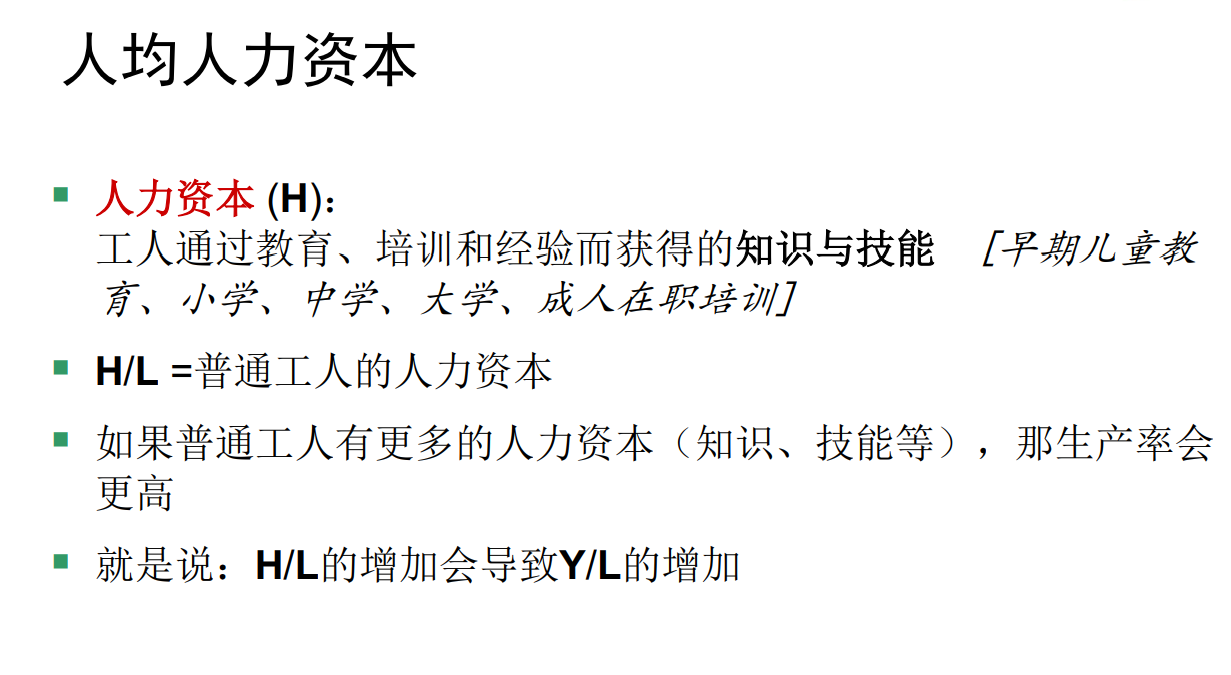 人均人力资本
人力资本 (H)：
工人通过教育、培训和经验而获得的知识与技能 [早期儿童教
育、小学、中学、大学、成人在职培训]
H/L =普通工人的人力资本
如果普通工人有更多的人力资本（知识、技能等），那生产率会
更高
就是说：H/L的增加会导致Y/L的增加